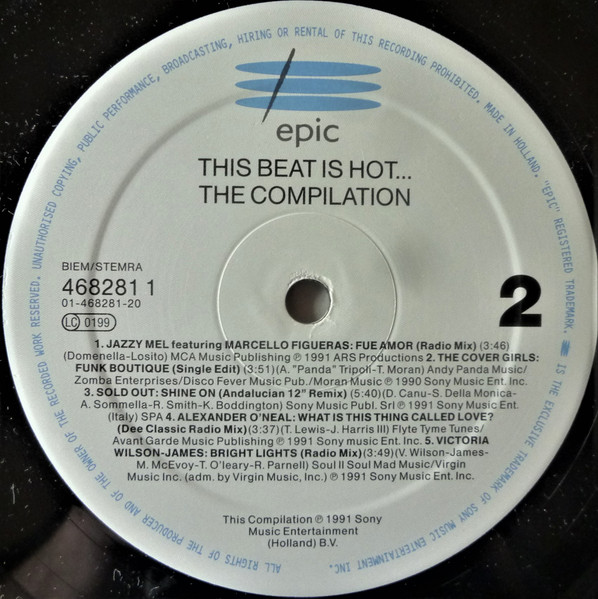 ALL RIGHTS OF THE PRODUCER AND OF THE OWNER OF THE RECORDED WORK RESERVED. UNAUTHORISED COPYING, PUBLIC PERFORMANCE, BROADCASTING, HIRING OR RENTAL OF THIS RECORDING PROHIBITED. MADE IN HOLLAND. "EPIC" REGISTERED TRADEMARK. IS THE EXCLUSIVE TRADEMARK OF SONY MUSIC ENTERTAINMENT INC.
epic
THIS BEAT IS HOT...
THE COMPILATION
BIEM/STEMRA
468281 1
01-468281-20
LC 0199
2
1. JAZZY MEL featuring MARCELLO FIGUERAS: FUE AMOR (Radio Mix) (3:46)
(Domenella-Losito) MCA Music Publishing ℗ 1991 ARS Productions 2. THE COVER GIRLS:
FUNK BOUTIQUE (Single Edit) (3:51) (A. "Panda" Tripoli-T. Moran) Andy Panda Music/
Zomba Enterprises/Disco Fever Music Pub./Moran Music ℗ 1990 Sony Music Ent. Inc.
3. SOLD OUT: SHINE ON (Andalucian 12" Remix) (5:40) (D. Canu-S. Della Monica-
A. Sommella-R. Smith-K. Boddington) Sony Music Publ. Srl ℗ 1991 Sony Music Ent.
(Italy) SPA 4. ALEXANDER O'NEAL: WHAT IS THIS THING CALLED LOVE?
(Dee Classic Radio Mix) (3:37) (T. Lewis-J. Harris III) Flyte Tyme Tunes/
Avant Garde Music Publishing ℗ 1991 Sony music Ent. Inc. 5. VICTORIA
WILSON-JAMES: BRIGHT LIGHTS (Radio Mix) (3:49) (V. Wilson-James-
M. McEvoy-T. O'leary-R. Parnell) Soul II Soul Mad Music/Virgin
Music Inc. (adm. by Virgin Music, Inc.) ℗ 1991 Sony Music Ent. Inc.
This Compilation ℗ 1991 Sony
Music Entertainment
(Holland) B.V.